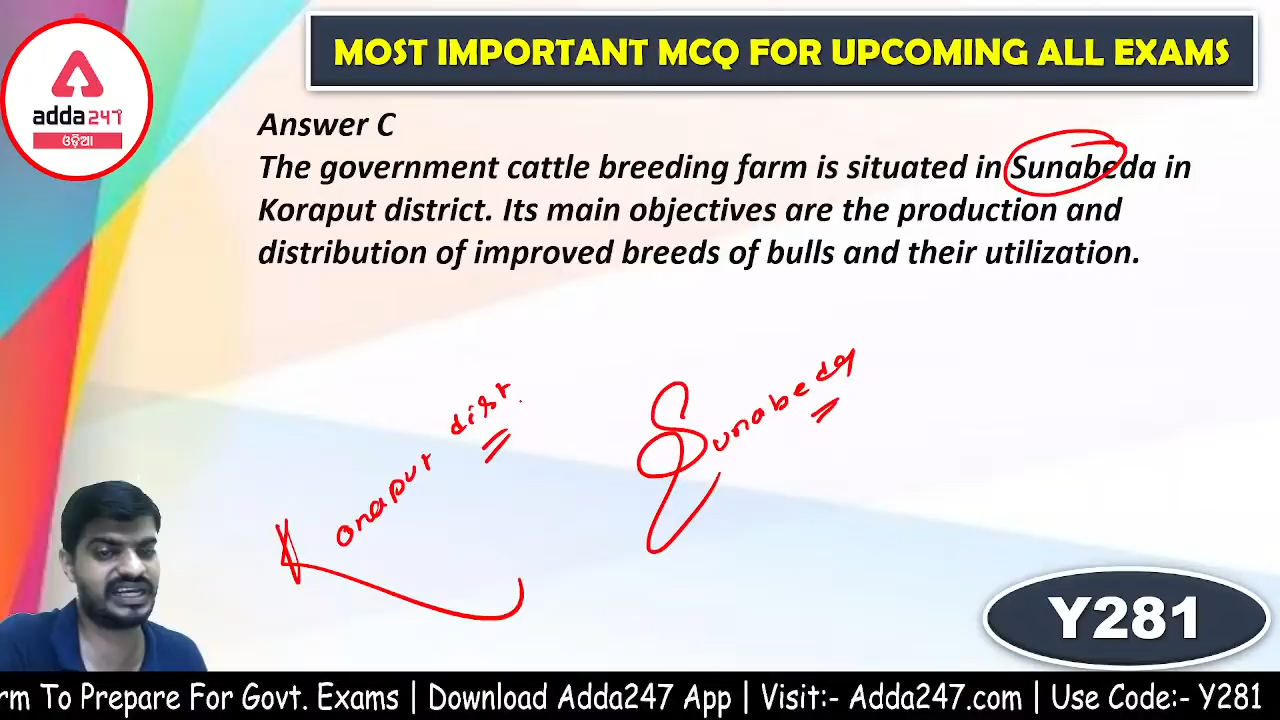 MOST IMPORTANT MCQ FOR UPCOMING ALL EXAMS
adda247
ଓଡ଼ିଆ
Answer C
The government cattle breeding farm is situated in Sunabeda in
Koraput district. Its main objectives are the production and
distribution of improved breeds of bulls and their utilization.
Koraput dist.
Sunabeda
Y281
rm To Prepare For Govt. Exams | Download Adda247 App | Visit:- Adda247.com | Use Code:- Y281